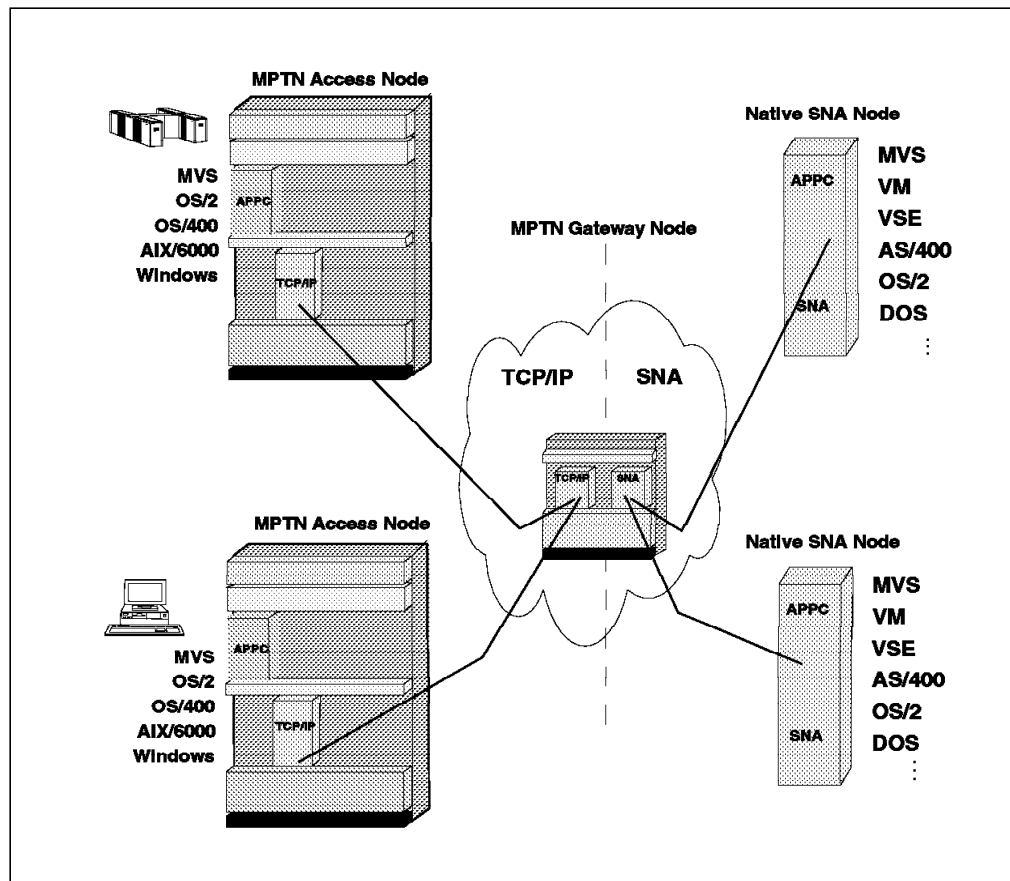 MPTN Access Node
MVS
OS/2
OS/400
AIX/6000
Windows
APPC
TCP/IP
Native SNA Node
APPC
SNA
MVS
VM
VSE
AS/400
OS/2
DOS
⋮
MPTN Gateway Node
TCP/IP SNA
TCP/IP SNA
MPTN Access Node
MVS
OS/2
OS/400
AIX/6000
Windows
APPC
TCP/IP
Native SNA Node
APPC
SNA
MVS
VM
VSE
AS/400
OS/2
DOS
⋮